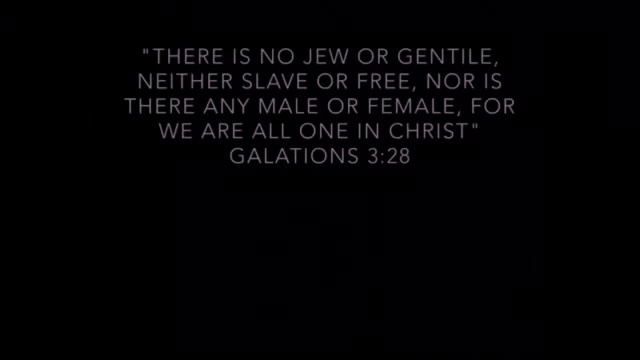 "THERE IS NO JEW OR GENTILE,
NEITHER SLAVE OR FREE, NOR IS
THERE ANY MALE OR FEMALE, FOR
WE ARE ALL ONE IN CHRIST"
GALATIONS 3:28